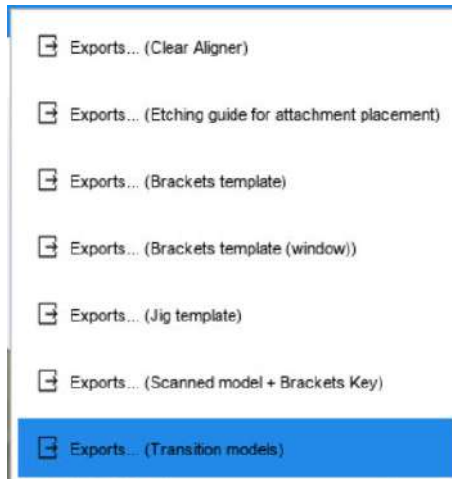 Exports... (Clear Aligner)
Exports... (Etching guide for attachment placement)
Exports... (Brackets template)
Exports... (Brackets template (window))
Exports... (Jig template)
Exports... (Scanned model + Brackets Key)
Exports... (Transition models)